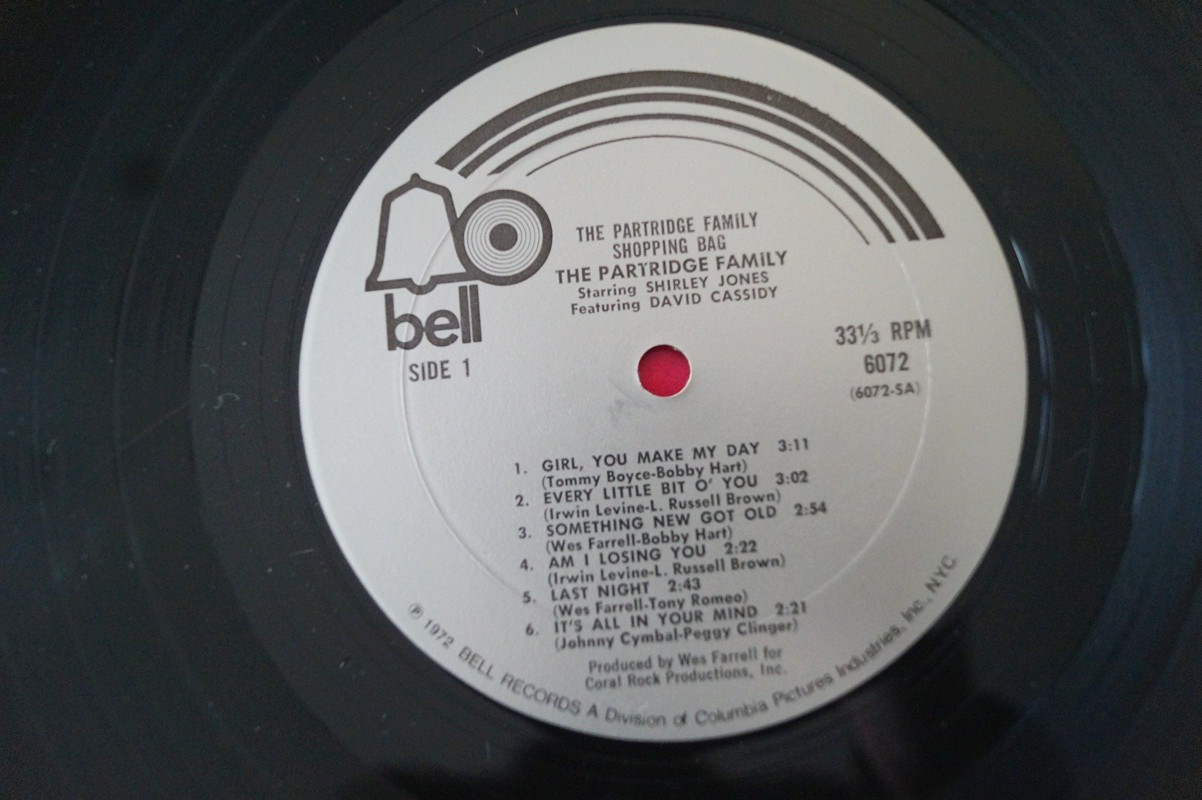 THE PARTRIDGE FAMILY
SHOPPING BAG
THE PARTRIDGE FAMILY
Starring SHIRLEY JONES
Featuring DAVID CASSIDY
bell
SIDE 1
33⅓ RPM
6072
(6072-SA)
1. GIRL, YOU MAKE MY DAY 3:11
(Tommy Boyce-Bobby Hart)
2. EVERY LITTLE BIT O' YOU 3:02
(Irwin Levine-L. Russell Brown)
3. SOMETHING NEW GOT OLD 2:54
(Wes Farrell-Bobby Hart)
4. AM I LOSING YOU 2:22
(Irwin Levine-L. Russell Brown)
5. LAST NIGHT 2:43
(Wes Farrell-Tony Romeo)
6. IT'S ALL IN YOUR MIND 2:21
(Johnny Cymbal-Peggy Clinger)
Produced by Wes Farrell for
Coral Rock Productions, Inc.
℗ 1972 BELL RECORDS A Division of Columbia Pictures Industries, Inc., NYC